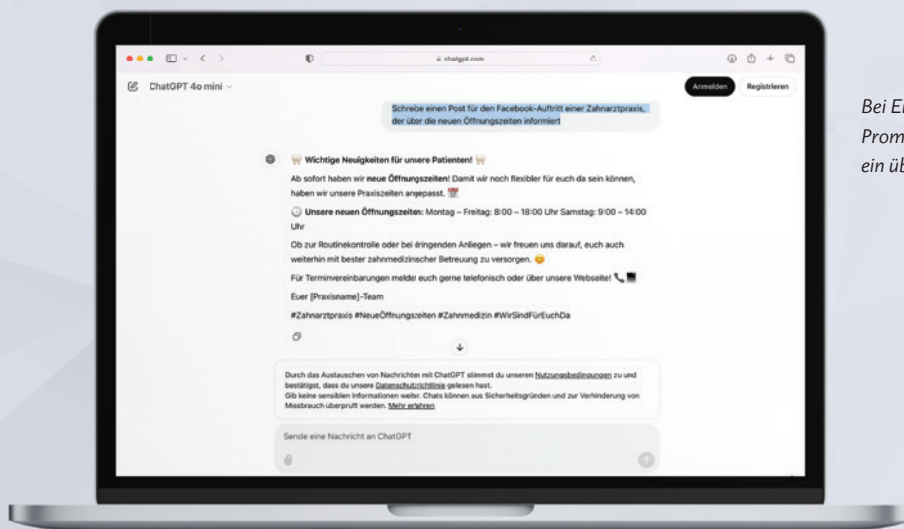 chatgpt.com
ChatGPT 4o mini
Anmelden
Registrieren
Schreibe einen Post für den Facebook-Auftritt einer Zahnarztpraxis,
der über die neuen Öffnungszeiten informiert
Wichtige Neuigkeiten für unsere Patienten!
Ab sofort haben wir neue Öffnungszeiten! Damit wir noch flexibler für euch da sein können,
haben wir unsere Praxiszeiten angepasst.
Unsere neuen Öffnungszeiten: Montag – Freitag: 8:00 – 18:00 Uhr Samstag: 9:00 – 14:00
Uhr
Ob zur Routinekontrolle oder bei dringenden Anliegen – wir freuen uns darauf, euch auch
weiterhin mit bester zahnmedizinischer Betreuung zu versorgen.
Für Terminvereinbarungen meldet euch gerne telefonisch oder über unsere Webseite!
Euer [Praxisname]-Team
#Zahnarztpraxis #NeueÖffnungszeiten #Zahnmedizin #WirSindFürEuchDa
Durch das Austauschen von Nachrichten mit ChatGPT stimmst du unseren Nutzungsbedingungen zu und
bestätigst, dass du unsere Datenschutzrichtlinie gelesen hast.
Gib keine sensiblen Informationen weiter. Chats können aus Sicherheitsgründen und zur Verhinderung von
Missbrauch überprüft werden. Mehr erfahren
Sende eine Nachricht an ChatGPT
Bei
Prom
ein